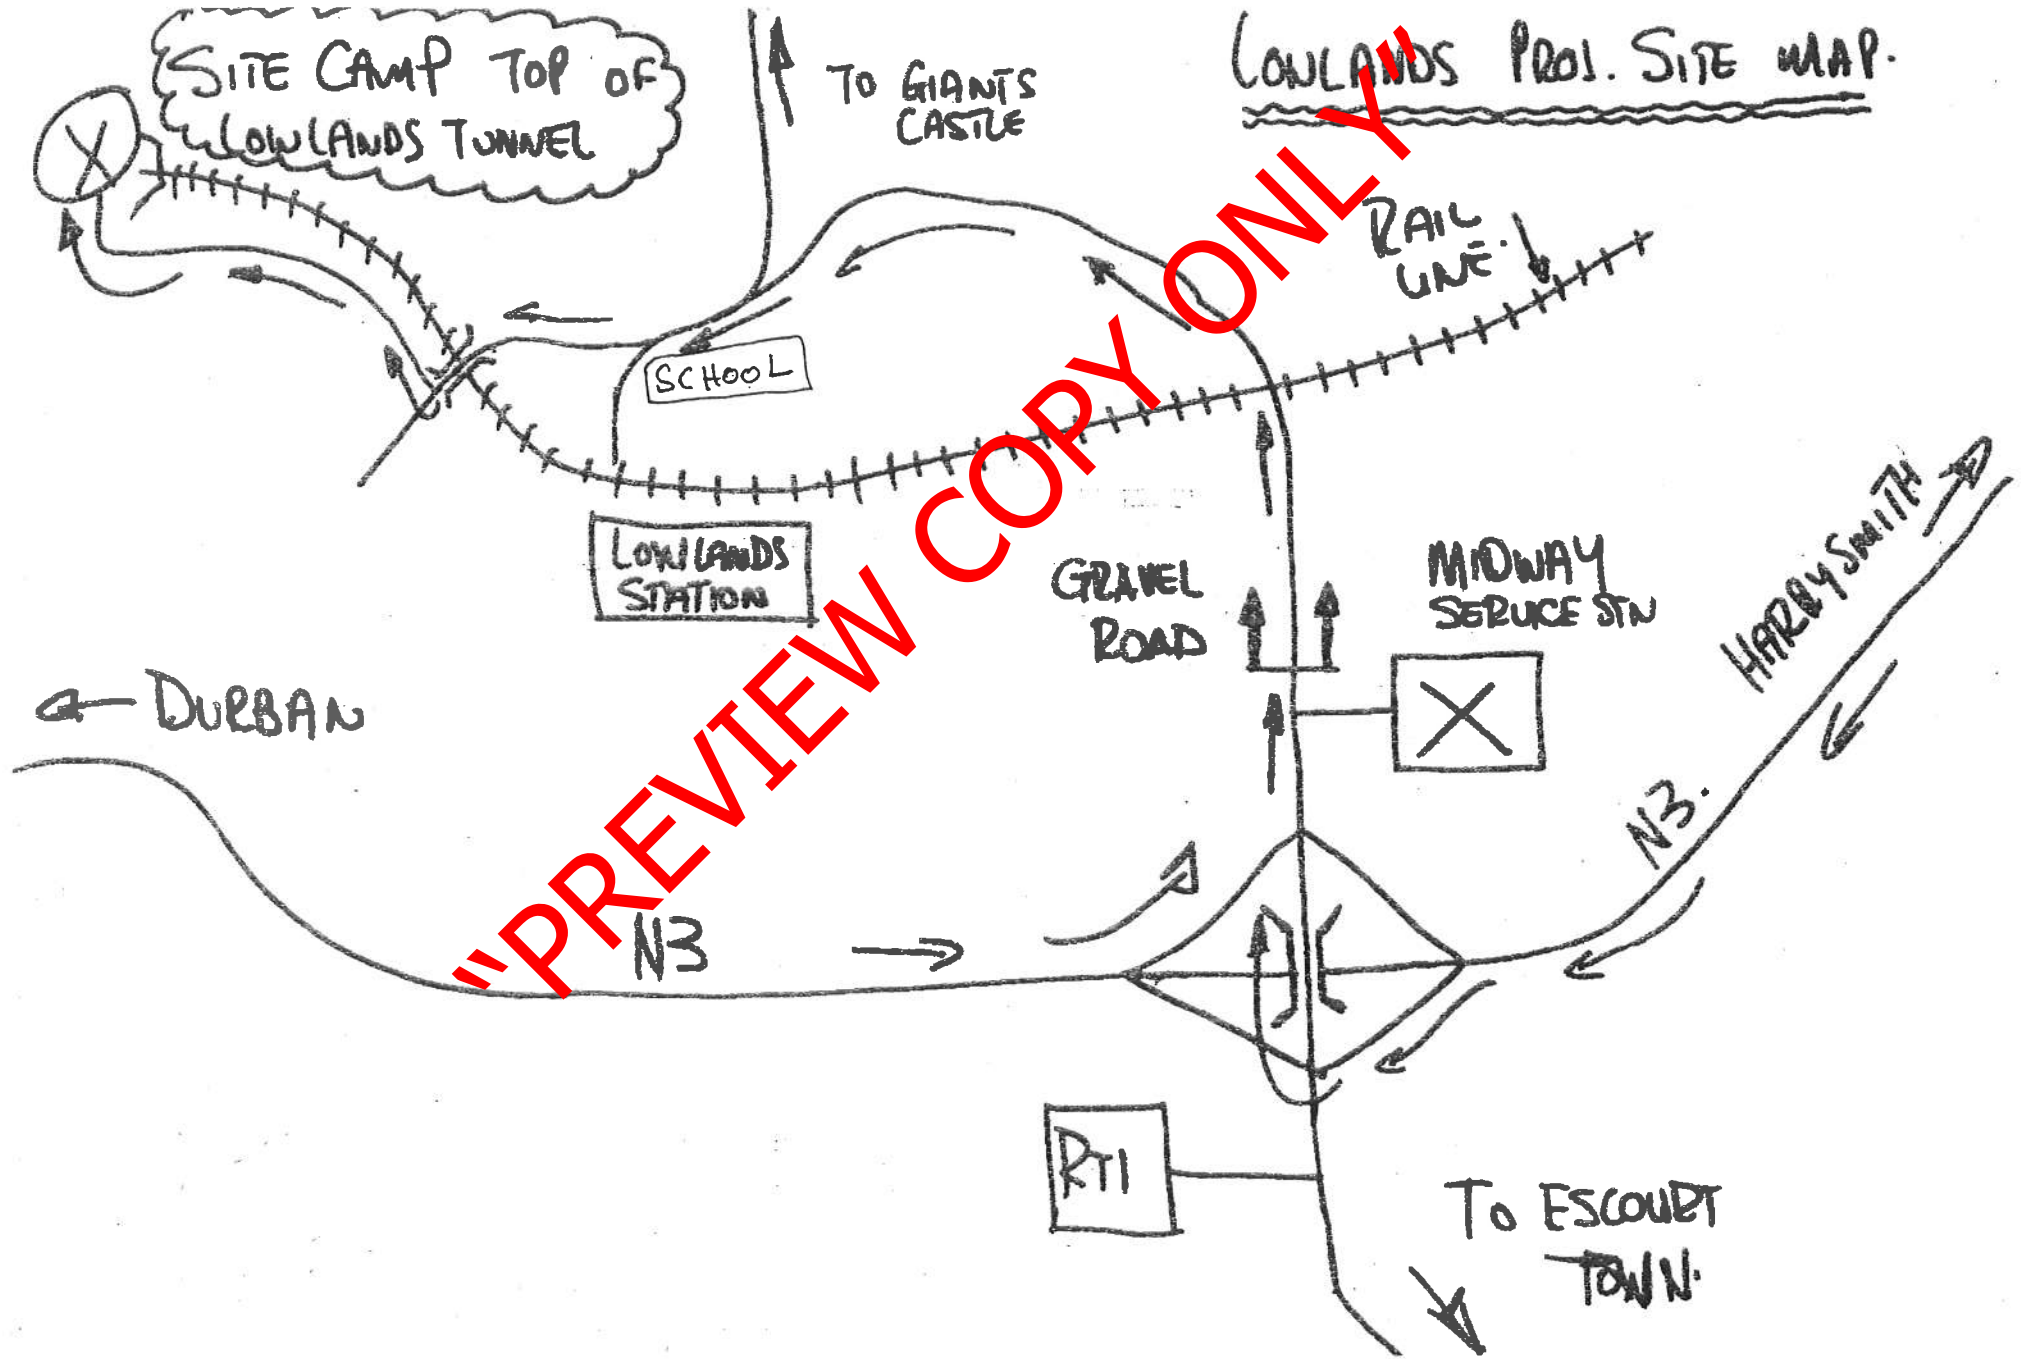 SITE CAMP TOP OF
LOWLANDS TUNNEL
X
TO GIANTS
CASTLE
LOWLANDS PROJ. SITE MAP.
RAIL
LINE.
SCHOOL
LOWLANDS
STATION
GRAVEL
ROAD
MIDWAY
SERVICE STN
X
HARRYSMITH
N3.
DURBAN
N3
RTI
TO ESCOURT
TOWN.
"PREVIEW COPY ONLY"